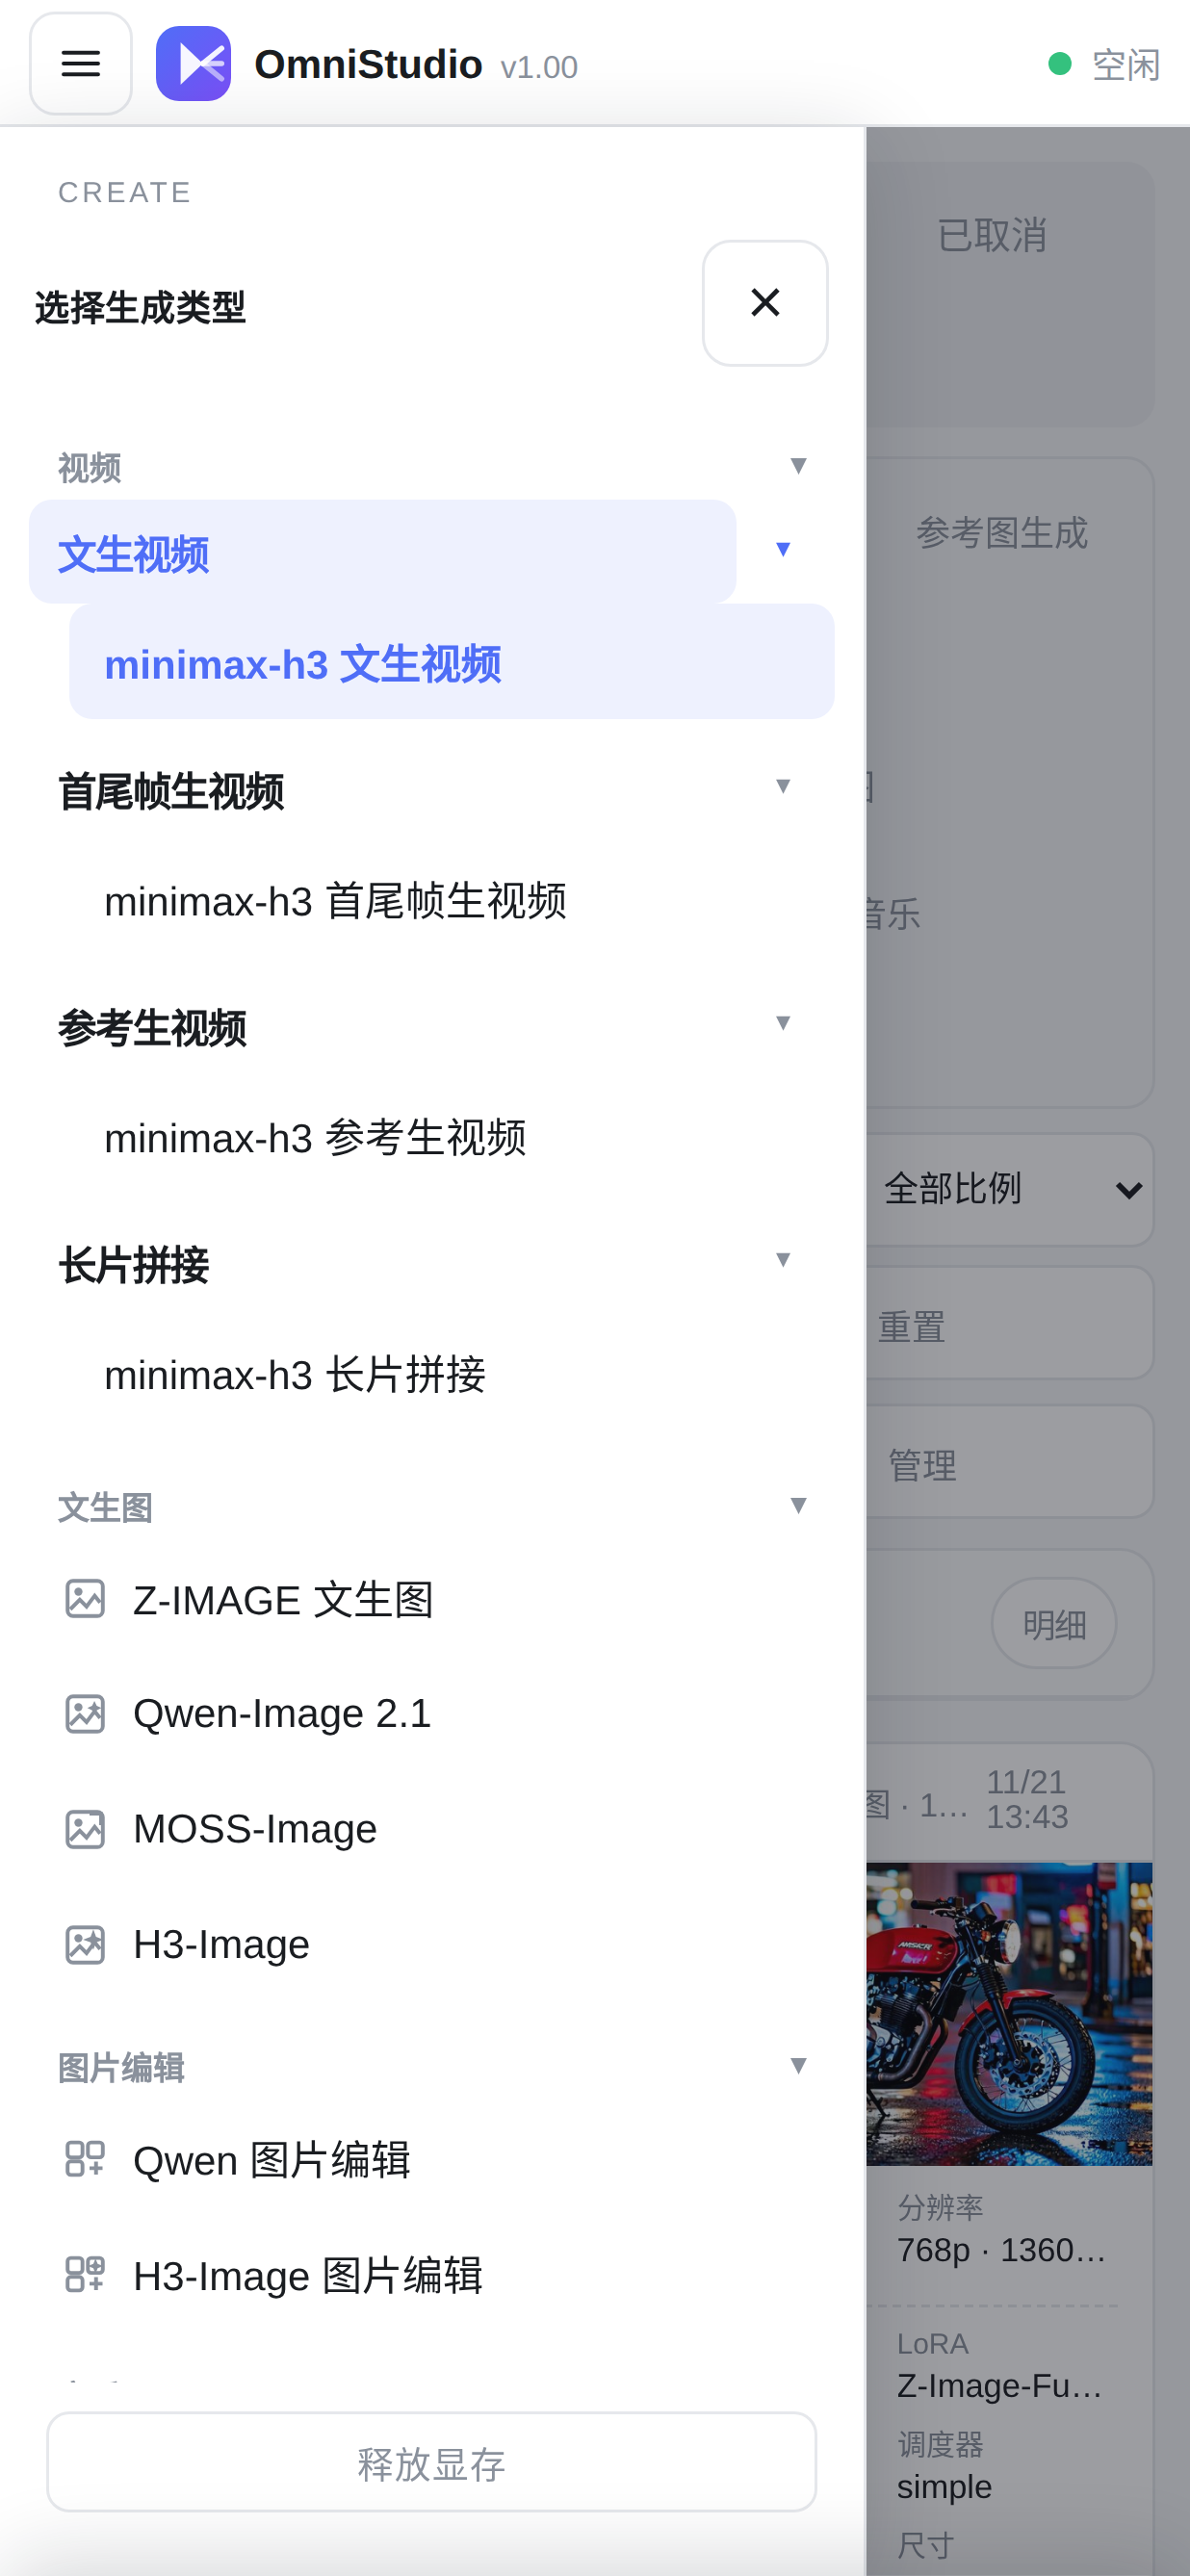 OmniStudio v1.00
空闲
CREATE
选择生成类型
视频
文生视频
minimax-h3 文生视频
首尾帧生视频
minimax-h3 首尾帧生视频
参考生视频
minimax-h3 参考生视频
长片拼接
minimax-h3 长片拼接
文生图
Z-IMAGE 文生图
Qwen-Image 2.1
MOSS-Image
H3-Image
图片编辑
Qwen 图片编辑
H3-Image 图片编辑
释放显存
已取消
参考图生成
音乐
全部比例
重置
管理
明细
图 · 1…
11/21
13:43
分辨率
768p · 1360…
LoRA
Z-Image-Fu…
调度器
simple
尺寸